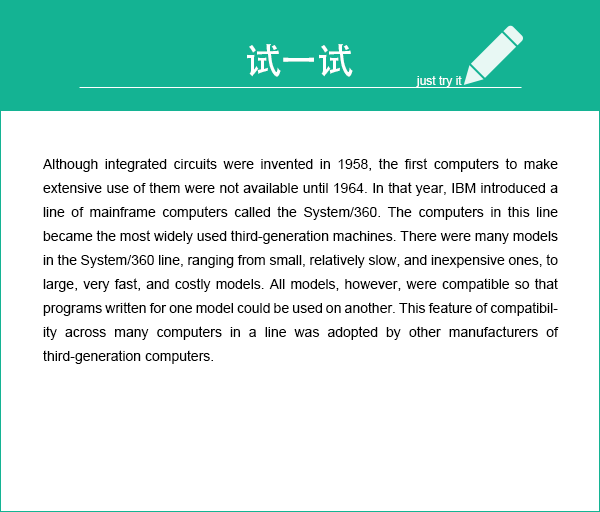 试一试
just try it
Although integrated circuits were invented in 1958, the first computers to make
extensive use of them were not available until 1964. In that year, IBM introduced a
line of mainframe computers called the System/360. The computers in this line
became the most widely used third-generation machines. There were many models
in the System/360 line, ranging from small, relatively slow, and inexpensive ones, to
large, very fast, and costly models. All models, however, were compatible so that
programs written for one model could be used on another. This feature of compatibil-
ity across many computers in a line was adopted by other manufacturers of
third-generation computers.